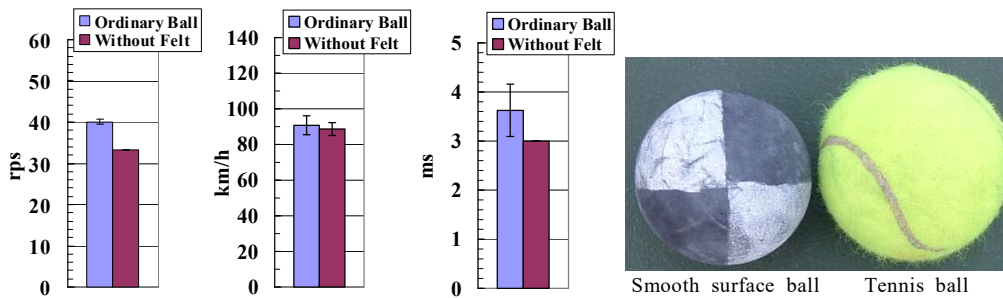 Ordinary Ball
Without Felt
60
50
40
30
20
10
0
rps
Ordinary Ball
Without Felt
140
120
100
80
60
40
20
0
km/h
Ordinary Ball
Without Felt
5
4
3
2
1
0
ms
Smooth surface ball
Tennis ball